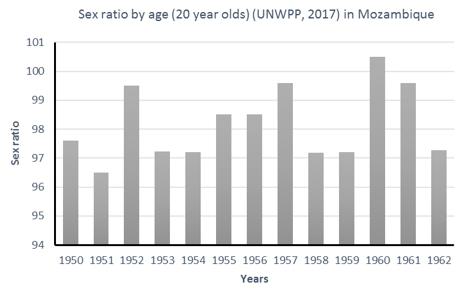 Sex ratio by age (20 year olds) (UNWPP, 2017) in Mozambique
101
100
99
98
97
96
95
94
Sex ratio
1950 1951 1952 1953 1954 1955 1956 1957 1958 1959 1960 1961 1962
Years